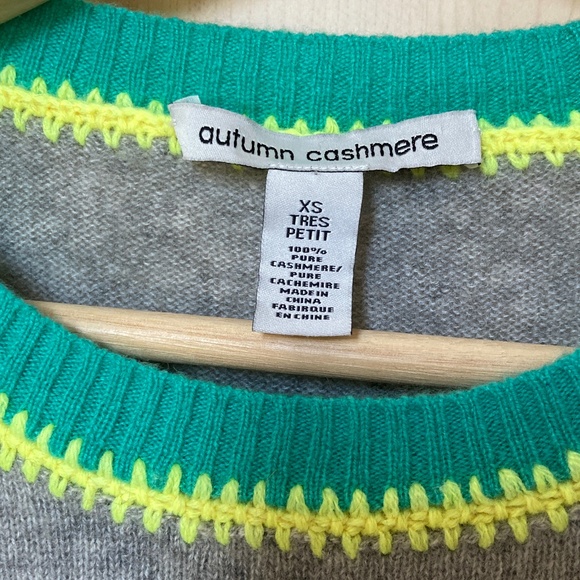 autumn cashmere
XS
TRES
PETIT
100%
PURE
CASHMERE/
PURE
CACHEMIRE
MADE IN
CHINA
FABRIQUE
EN CHINE